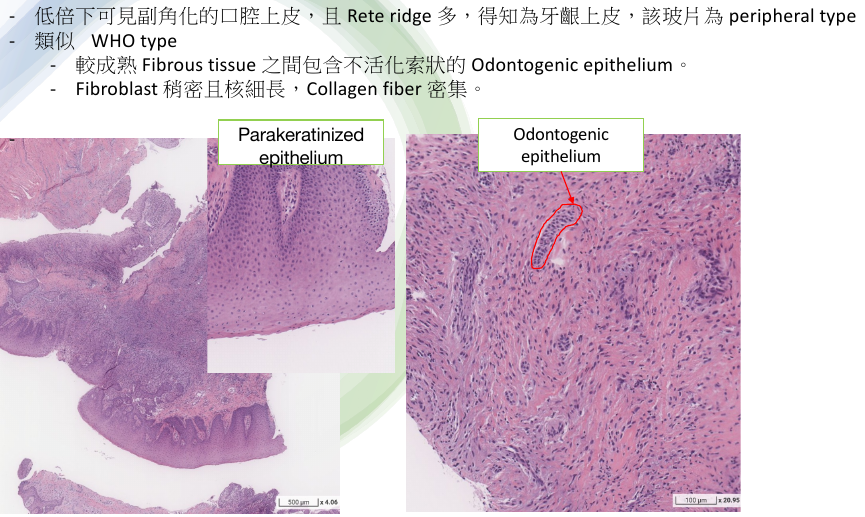 - 低倍下可見副角化的口腔上皮，且 Rete ridge 多，得知為牙齦上皮，該玻片為 peripheral type
- 類似 WHO type
- 較成熟 Fibrous tissue 之間包含不活化索狀的 Odontogenic epithelium。
- Fibroblast 稍密且核細長，Collagen fiber 密集。
-
Parakeratinized
epithelium
Odontogenic
epithelium
500 μm x 4.06
100 μm x 20.95